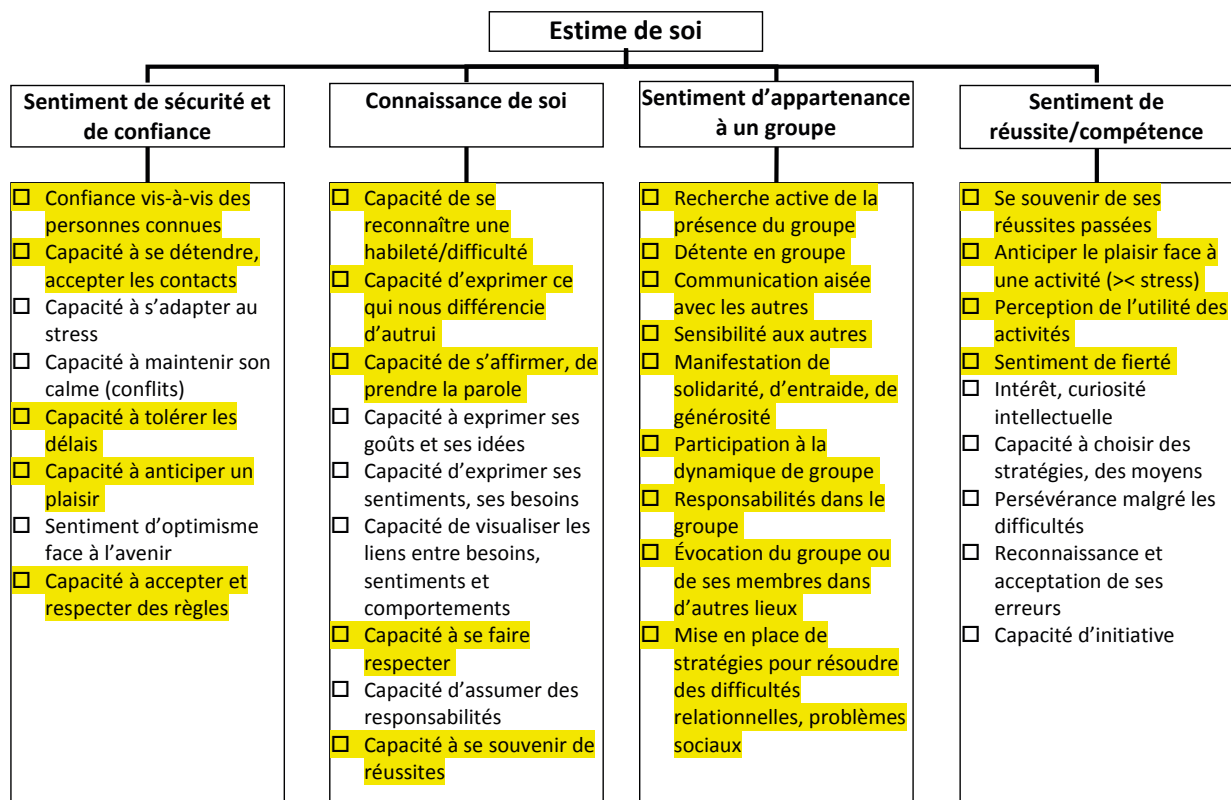 Estime de soi
Sentiment de sécurité et
de confiance
☐ Confiance vis-à-vis des
personnes connues
☐ Capacité à se détendre,
accepter les contacts
☐ Capacité à s’adapter au
stress
☐ Capacité à maintenir son
calme (conflits)
☐ Capacité à tolérer les
délais
☐ Capacité à anticiper un
plaisir
☐ Sentiment d’optimisme
face à l’avenir
☐ Capacité à accepter et
respecter des règles
Connaissance de soi
☐ Capacité de se
reconnaître une
habileté/difficulté
☐ Capacité d’exprimer ce
qui nous différencie
d’autrui
☐ Capacité de s’affirmer, de
prendre la parole
☐ Capacité à exprimer ses
goûts et ses idées
☐ Capacité d’exprimer ses
sentiments, ses besoins
☐ Capacité de visualiser les
liens entre besoins,
sentiments et
comportements
☐ Capacité à se faire
respecter
☐ Capacité d’assumer des
responsabilités
☐ Capacité à se souvenir de
réussites
Sentiment d’appartenance
à un groupe
☐ Recherche active de la
présence du groupe
☐ Détente en groupe
☐ Communication aisée
avec les autres
☐ Sensibilité aux autres
☐ Manifestation de
solidarité, d’entraide, de
générosité
☐ Participation à la
dynamique de groupe
☐ Responsabilités dans le
groupe
☐ Évocation du groupe ou
de ses membres dans
d’autres lieux
☐ Mise en place de
stratégies pour résoudre
des difficultés
relationnelles, problèmes
sociaux
Sentiment de
réussite/compétence
☐ Se souvenir de ses
réussites passées
☐ Anticiper le plaisir face à
une activité (>< stress)
☐ Perception de l’utilité des
activités
☐ Sentiment de fierté
☐ Intérêt, curiosité
intellectuelle
☐ Capacité à choisir des
stratégies, des moyens
☐ Persévérance malgré les
difficultés
☐ Reconnaissance et
acceptation de ses
erreurs
☐ Capacité d’initiative